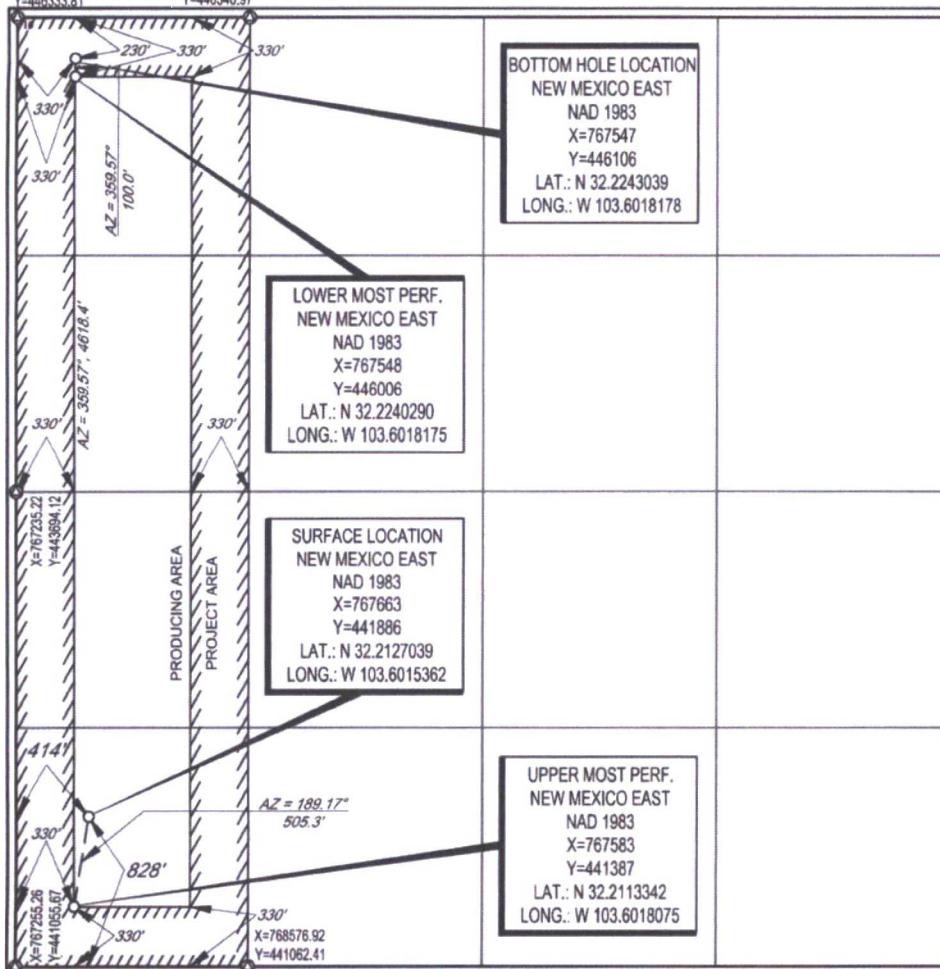 Y=446333.81
Y=446340.97
230'
330'
330'
330'
330'
AZ = 359.57°
100.0'
BOTTOM HOLE LOCATION
NEW MEXICO EAST
NAD 1983
X=767547
Y=446106
LAT.: N 32.2243039
LONG.: W 103.6018178
LOWER MOST PERF.
NEW MEXICO EAST
NAD 1983
X=767548
Y=446006
LAT.: N 32.2240290
LONG.: W 103.6018175
AZ = 359.57°, 4618.4'
330'
330'
X=767235.22
Y=443694.12
PRODUCING AREA
PROJECT AREA
SURFACE LOCATION
NEW MEXICO EAST
NAD 1983
X=767663
Y=441886
LAT.: N 32.2127039
LONG.: W 103.6015362
414'
AZ = 189.17°
505.3'
330'
828'
UPPER MOST PERF.
NEW MEXICO EAST
NAD 1983
X=767583
Y=441387
LAT.: N 32.2113342
LONG.: W 103.6018075
X=767255.26
Y=441055.67
330'
330'
X=768576.92
Y=441062.41